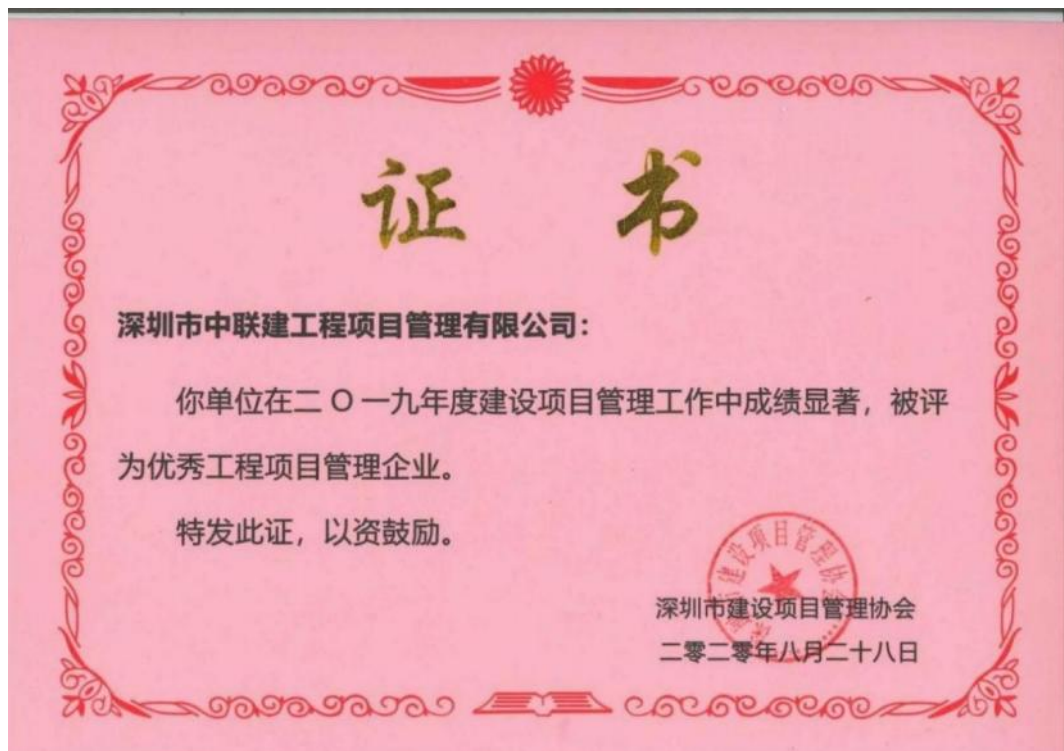 证 书
深圳市中联建工程项目管理有限公司：
你单位在二O一九年度建设项目管理工作中成绩显著，被评
为优秀工程项目管理企业。
特发此证，以资鼓励。
深圳市建设项目管理协会
二零二零年八月二十八日